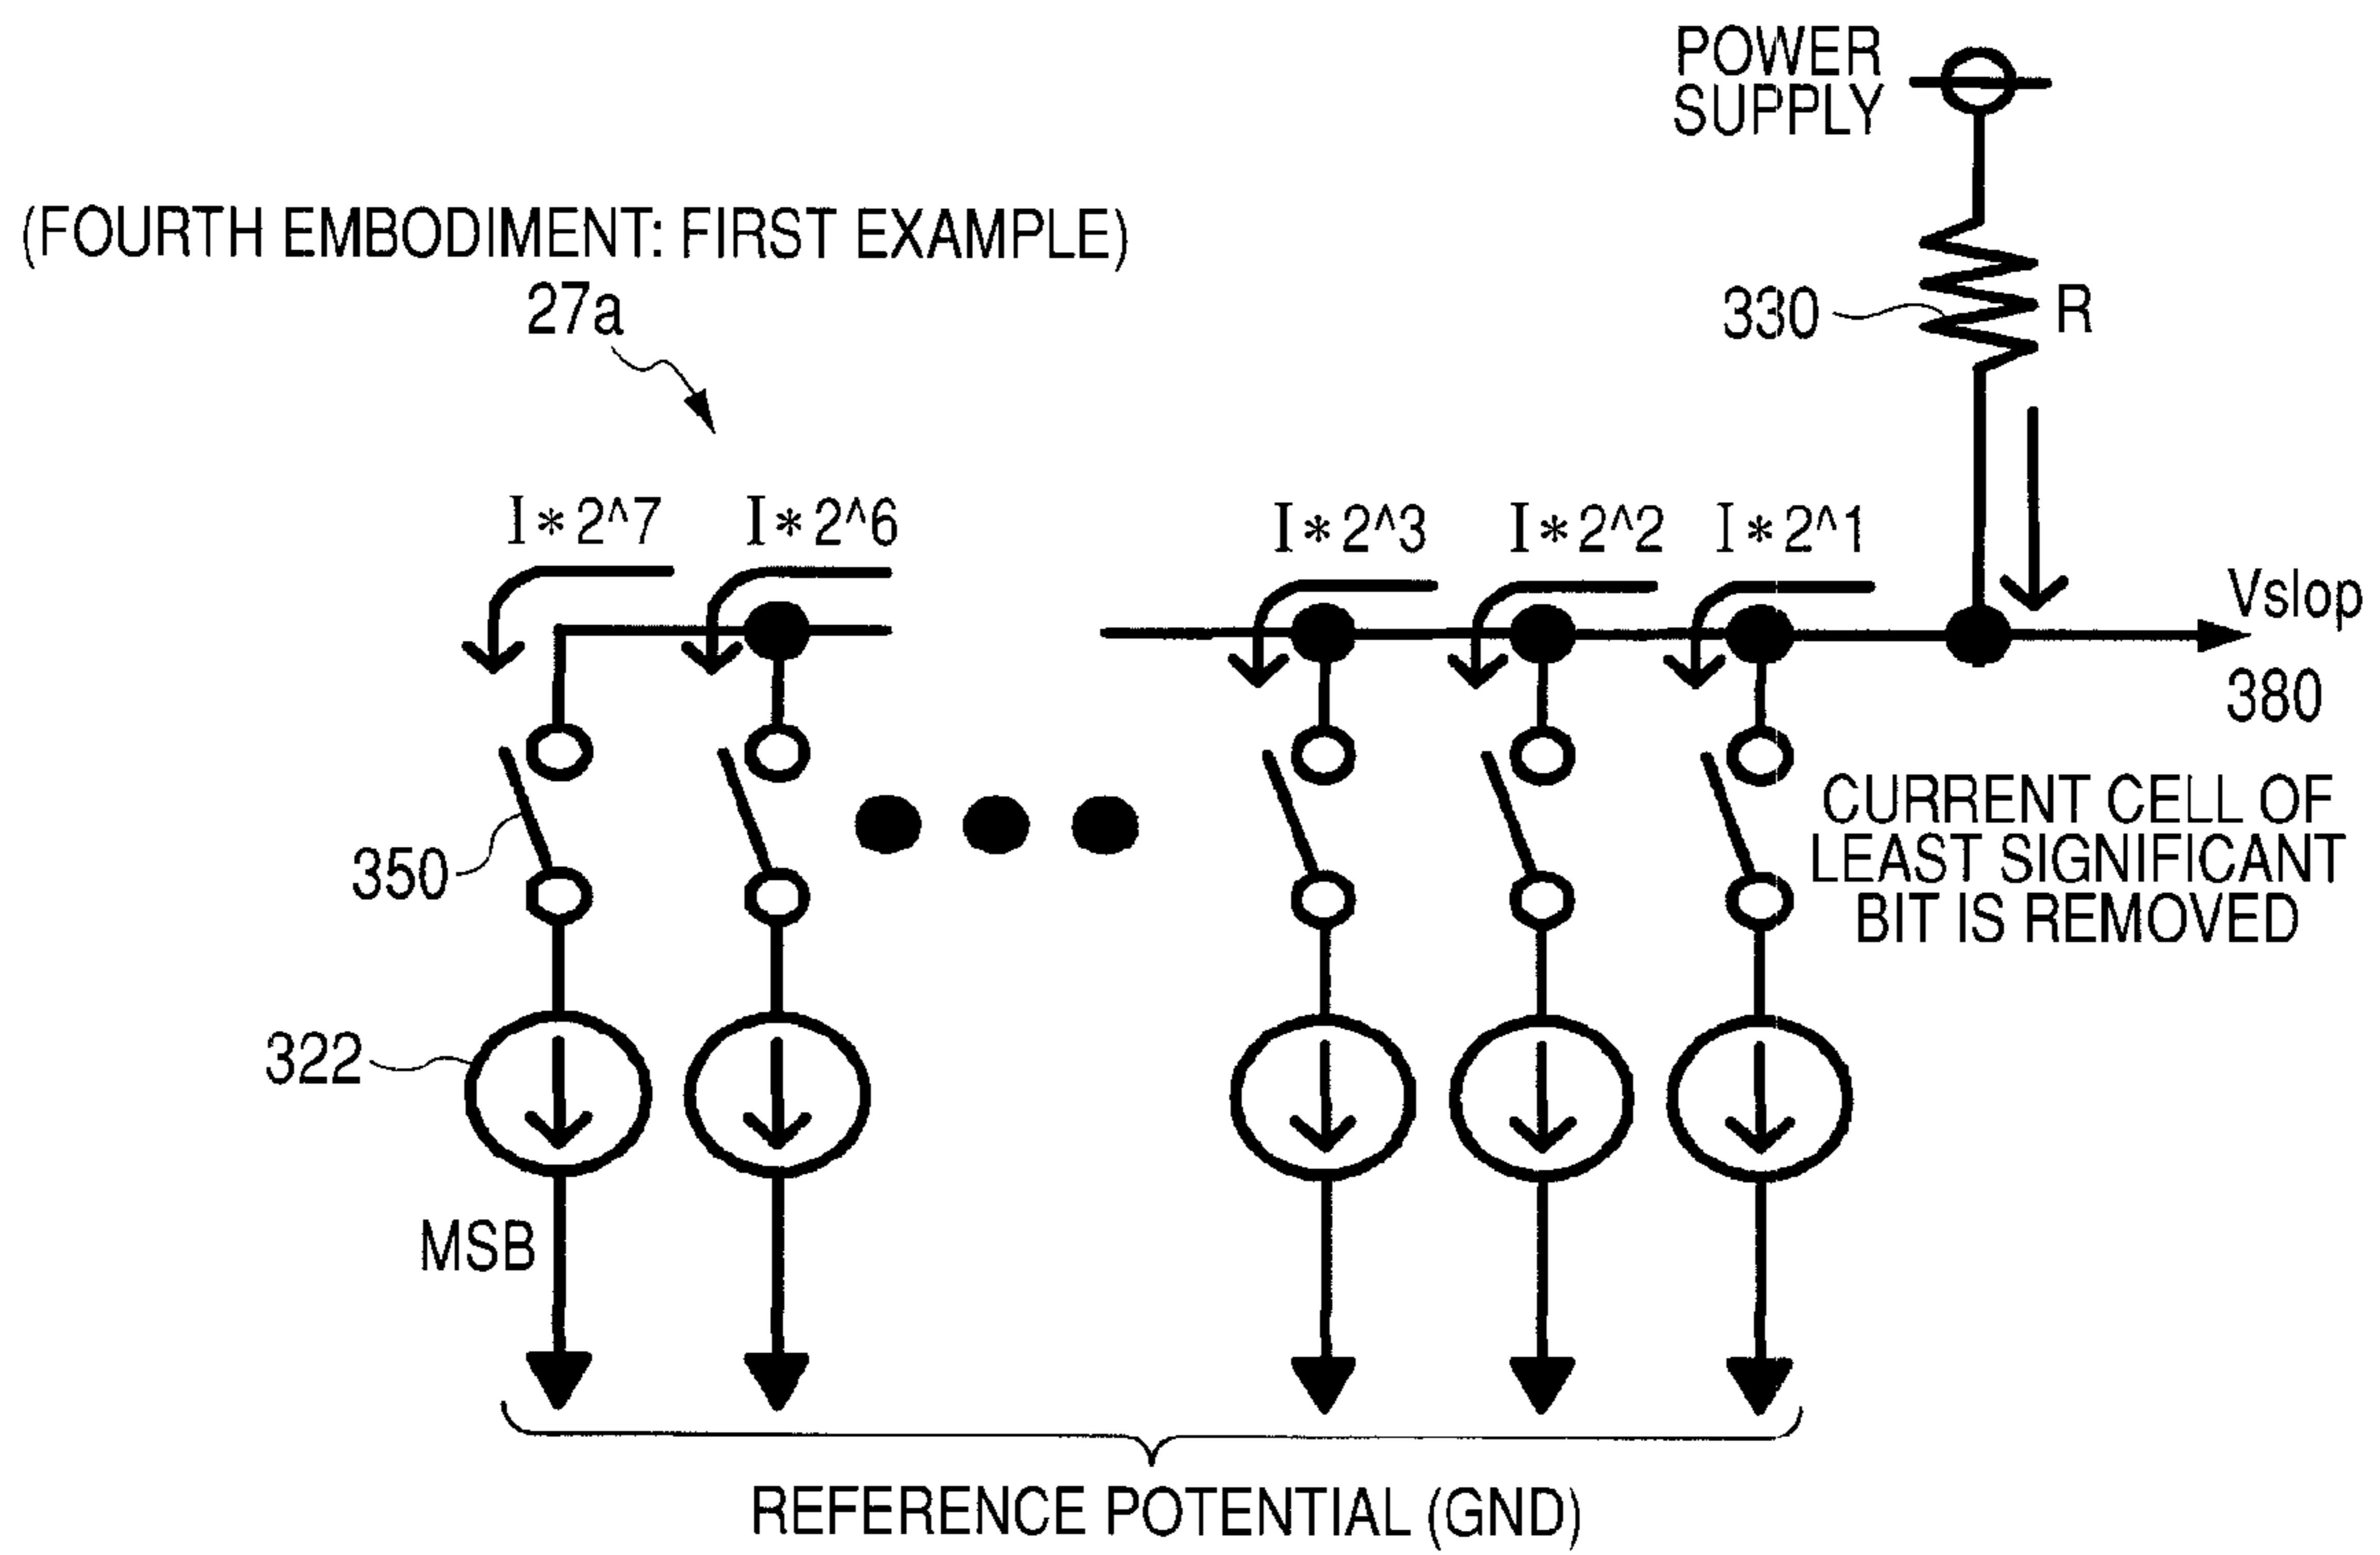 POWER
SUPPLY
(FOURTH EMBODIMENT: FIRST EXAMPLE)
27a
330
R
I*2^7
I*2^6
I*2^3
I*2^2
I*2^1
Vslop
380
CURRENT CELL OF
LEAST SIGNIFICANT
BIT IS REMOVED
350
322
MSB
REFERENCE POTENTIAL (GND)